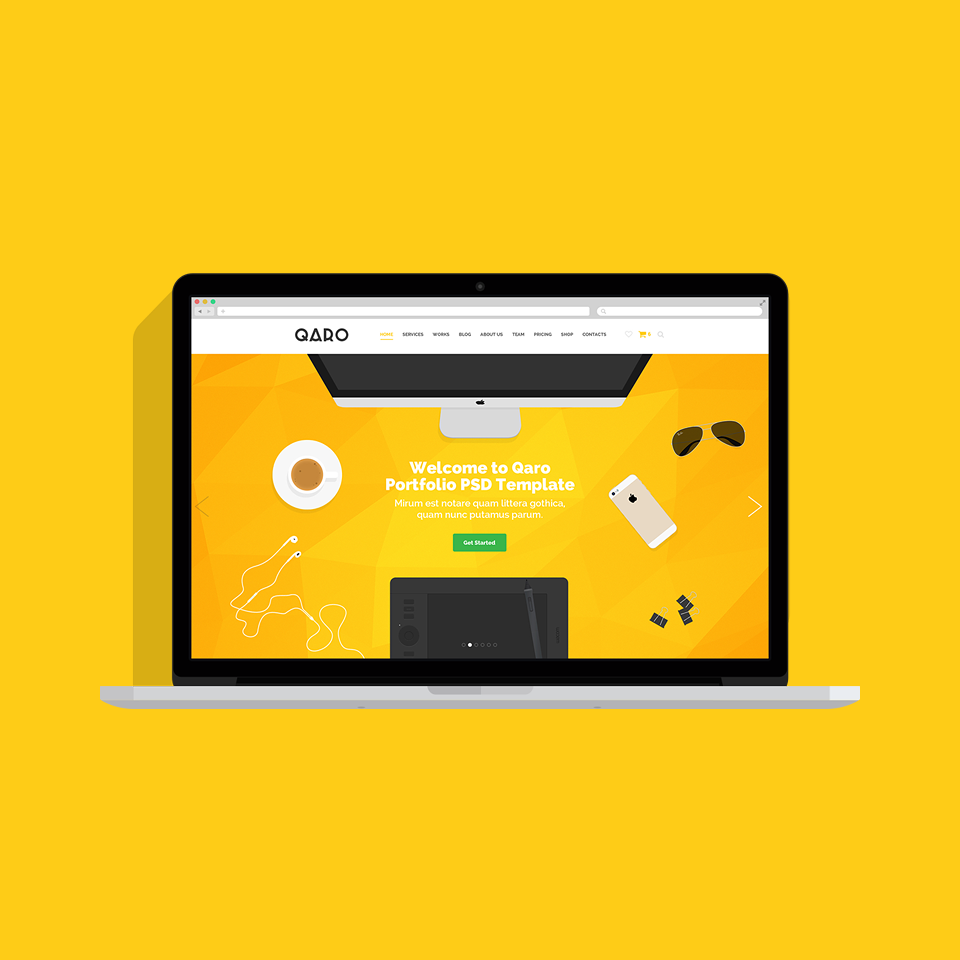 QARO
HOME SERVICES WORKS BLOG ABOUT US TEAM PRICING SHOP CONTACTS
Welcome to Qaro
Portfolio PSD Template
Mirum est notare quam littera gothica,
quam nunc putamus parum.
Get Started